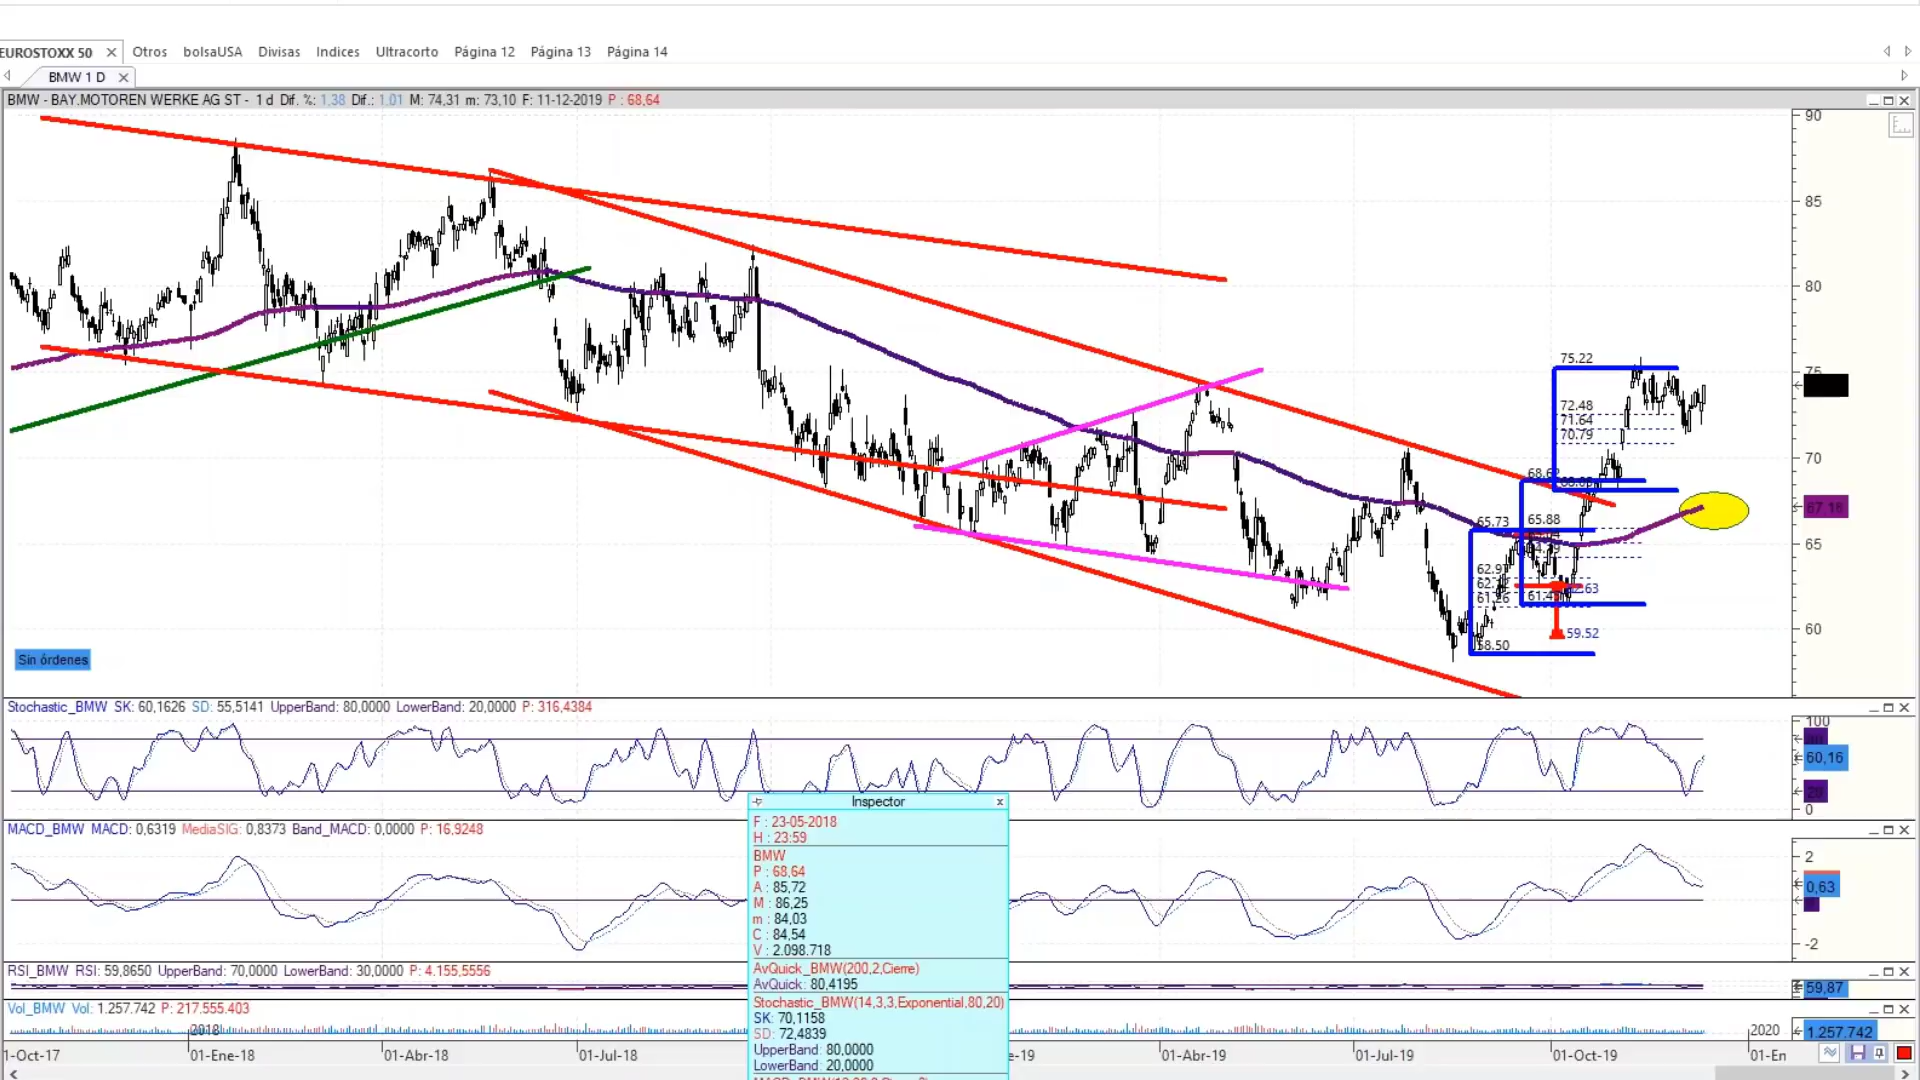 EUROSTOXX 50 Otros bolsaUSA Divisas Indices Ultracorto Página 12 Página 13 Página 14
BMW 1 D
BMW - BAY.MOTOREN WERKE AG ST - 1 d Dif. %: 1,38 Dif.: 1.01 M: 74,31 m: 73,10 F: 11-12-2019 P : 68,64
90
85
80
75
70
65
60
75.22
72.48
71.64
70.79
68.62
65.88
65.73
62.97
61.26
61.45
58.50
59.52
67,16
Sin órdenes
Stochastic_BMW SK: 60,1626 SD: 55,5141 UpperBand: 80,0000 LowerBand: 20,0000 P: 316,4384
100
60,16
20
0
MACD_BMW MACD: 0,6319 MediaSIG: 0,8373 Band_MACD: 0,0000 P: 16,9248
2
0,63
-2
RSI_BMW RSI: 59,8650 UpperBand: 70,0000 LowerBand: 30,0000 P: 4.155,5556
59,87
Vol_BMW Vol: 1.257.742 P: 217.555.403
1.257.742
2018
2020
1-Oct-17 01-Ene-18 01-Abr-18 01-Jul-18 e-19 01-Abr-19 01-Jul-19 01-Oct-19 01-En
Inspector
F : 23-05-2018
H : 23:59
BMW
P : 68,64
A : 85,72
M : 86,25
m : 84,03
C : 84,54
V : 2.098.718
AvQuick_BMW(200,2,Cierre)
AvQuick: 80,4195
Stochastic_BMW(14,3,3,Exponential,80,20)
SK: 70,1158
SD: 72,4839
UpperBand: 80,0000
LowerBand: 20,0000